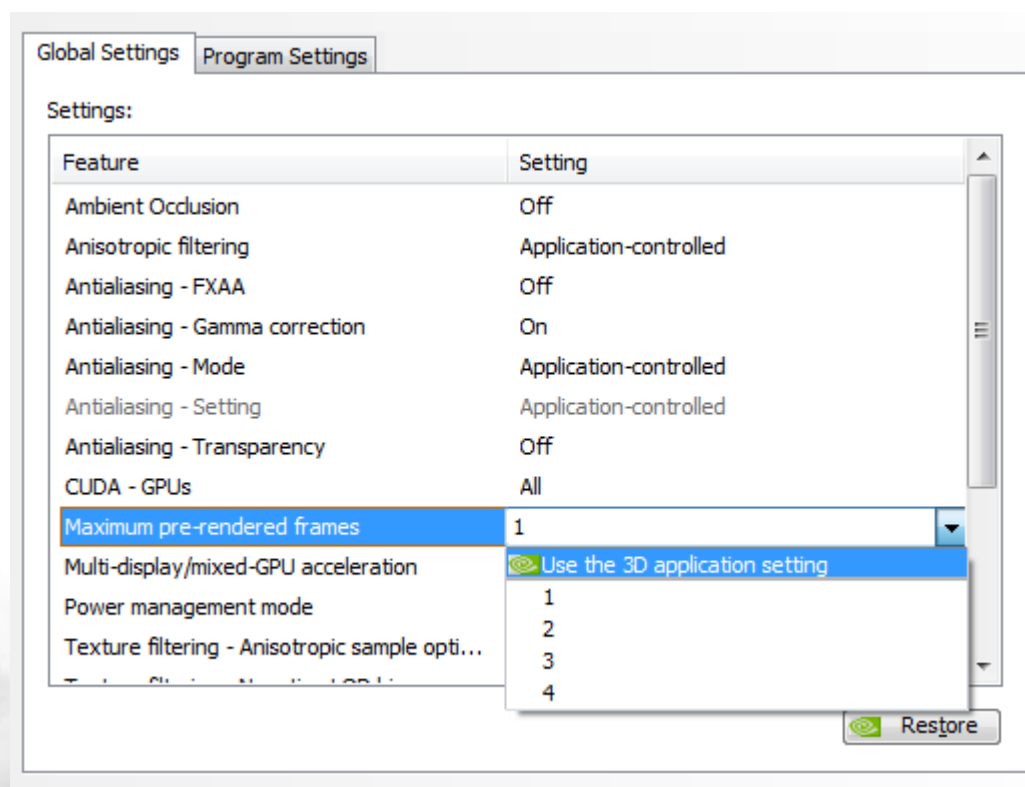 Global Settings Program Settings
Settings:
Feature Setting
Ambient Occlusion Off
Anisotropic filtering Application-controlled
Antialiasing - FXAA Off
Antialiasing - Gamma correction On
Antialiasing - Mode Application-controlled
Antialiasing - Setting Application-controlled
Antialiasing - Transparency Off
CUDA - GPUs All
Maximum pre-rendered frames 1
Multi-display/mixed-GPU acceleration Use the 3D application setting
Power management mode 1
2
Texture filtering - Anisotropic sample opti... 3
4
Restore